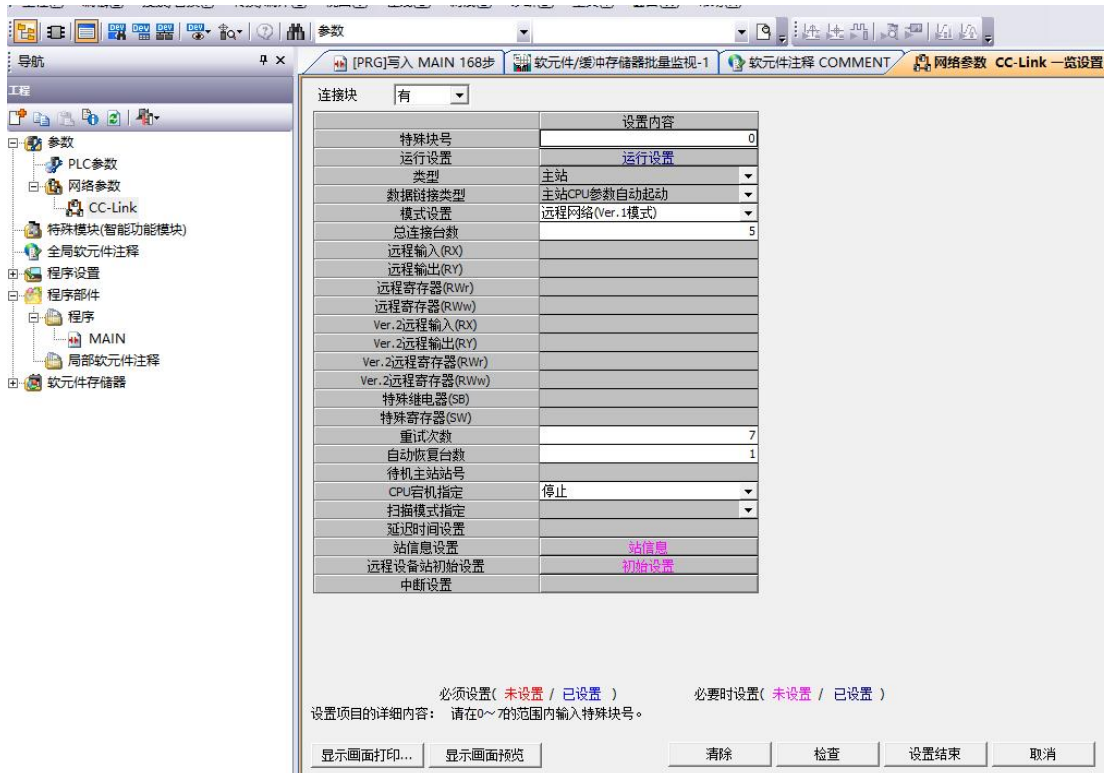 参数
导航
[PRG]写入 MAIN 168步
软元件/缓冲存储器批量监视-1
软元件注释 COMMENT
网络参数 CC-Link 一览设置
工程
连接块 有
参数
PLC参数
网络参数
CC-Link
特殊模块(智能功能模块)
全局软元件注释
程序设置
程序部件
程序
MAIN
局部软元件注释
软元件存储器
设置内容
特殊块号 0
运行设置 运行设置
类型 主站
数据链接类型 主站CPU参数自动起动
模式设置 远程网络(Ver.1模式)
总连接台数 5
远程输入(RX)
远程输出(RY)
远程寄存器(RWr)
远程寄存器(RWw)
Ver.2远程输入(RX)
Ver.2远程输出(RY)
Ver.2远程寄存器(RWr)
Ver.2远程寄存器(RWw)
特殊继电器(SB)
特殊寄存器(SW)
重试次数 7
自动恢复台数 1
待机主站站号
CPU宕机指定 停止
扫描模式指定
延迟时间设置
站信息设置 站信息
远程设备站初始设置 初始设置
中断设置
必须设置( 未设置 / 已设置 ) 必要时设置( 未设置 / 已设置 )
设置项目的详细内容: 请在0～7的范围内输入特殊块号。
显示画面打印... 显示画面预览 清除 检查 设置结束 取消